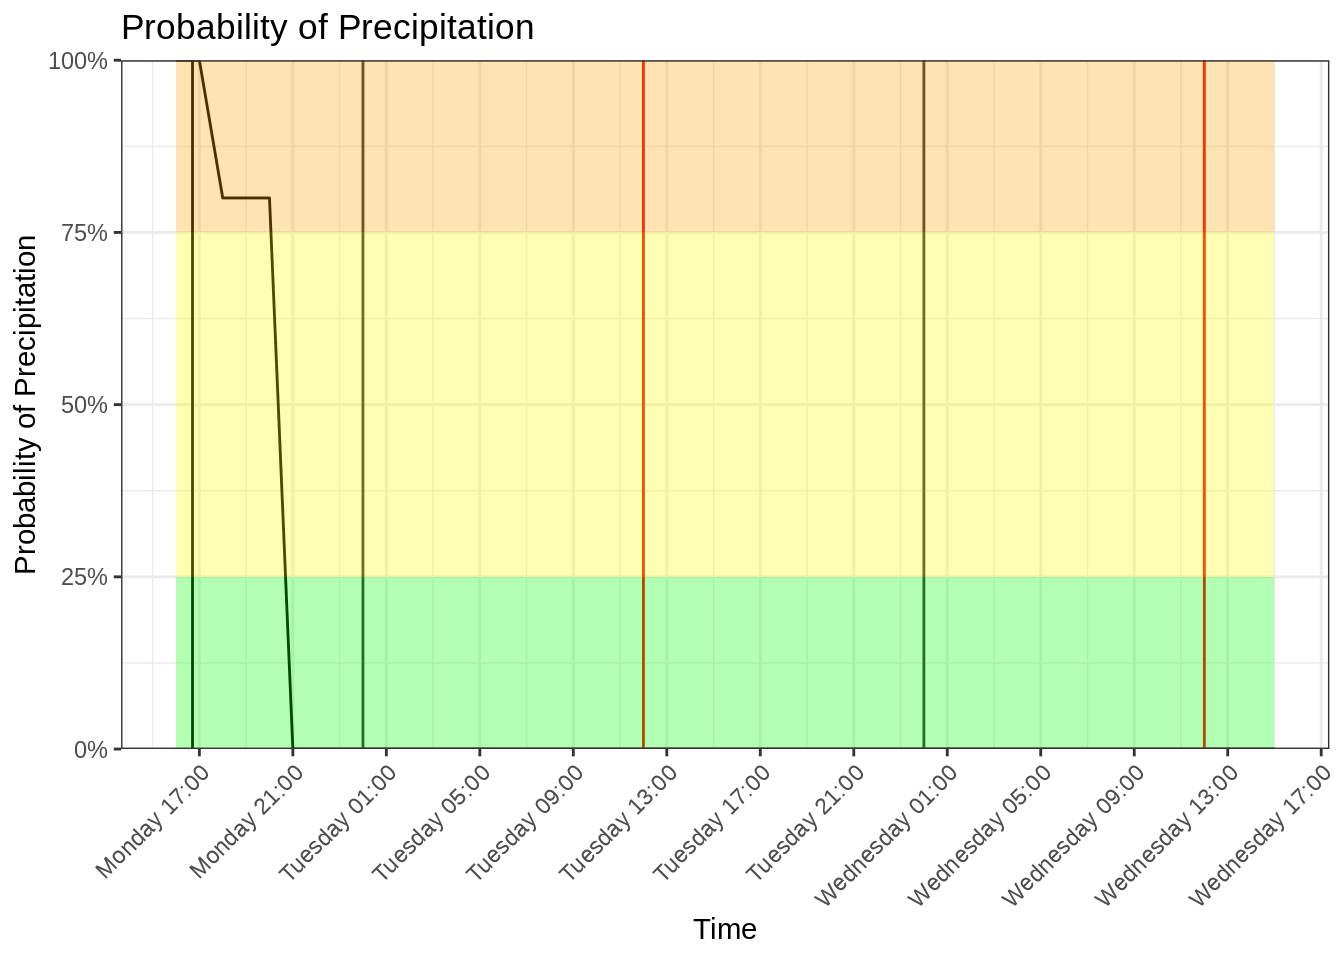 Probability of Precipitation
Probability of Precipitation
100%
75%
50%
25%
0%
Monday 17:00
Monday 21:00
Tuesday 01:00
Tuesday 05:00
Tuesday 09:00
Tuesday 13:00
Tuesday 17:00
Tuesday 21:00
Wednesday 01:00
Wednesday 05:00
Wednesday 09:00
Wednesday 13:00
Wednesday 17:00
Time